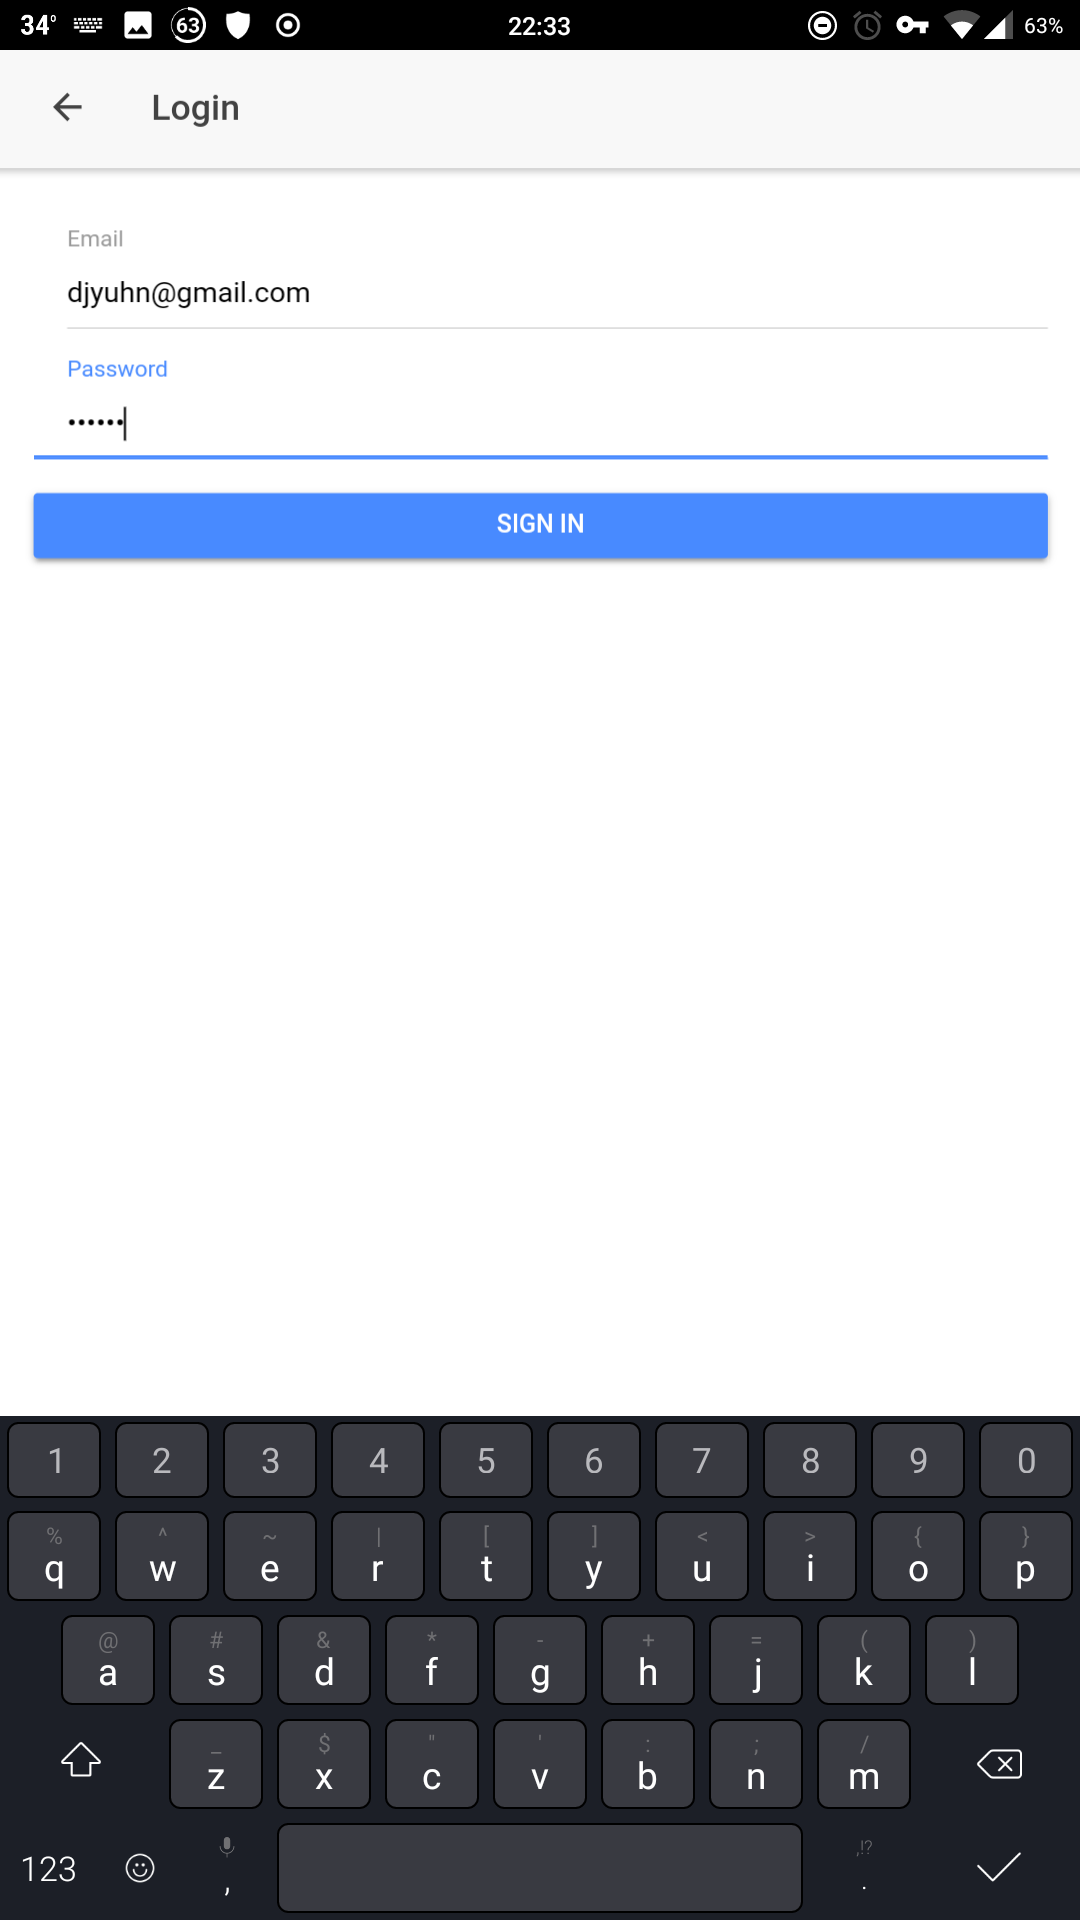 34° 63 22:33 63%
Login
Email
djyuhn@gmail.com
Password
••••••
SIGN IN
1 2 3 4 5 6 7 8 9 0
% ^ ~ | [ ] < > { }
q w e r t y u i o p
@ # & * - + = ( )
a s d f g h j k l
_ $ " ' : ; /
z x c v b n m
,!?
123 , .